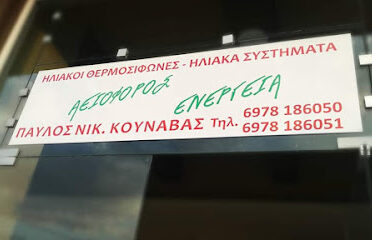 ΗΛΙΑΚΟΙ ΘΕΡΜΟΣΙΦΩΝΕΣ - ΗΛΙΑΚΑ ΣΥΣΤΗΜΑΤΑ
ΑΕΙΦΟΡΟΣ
ΕΝΕΡΓΕΙΑ
ΠΑΥΛΟΣ ΝΙΚ. ΚΟΥΝΑΒΑΣ Τηλ. 6978 186050
6978 186051